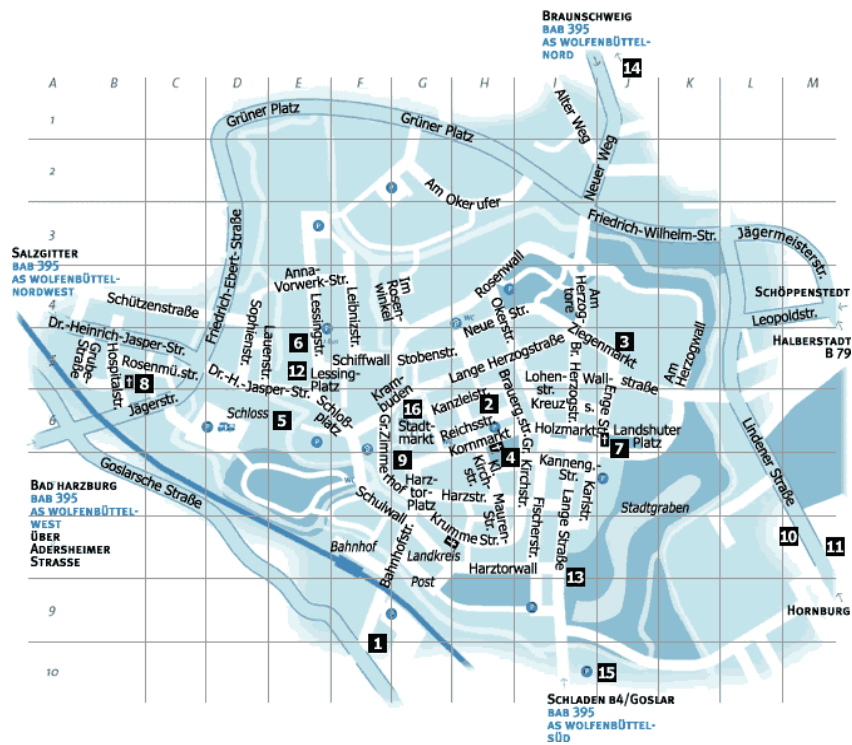 BRAUNSCHWEIG
BAB 395
AS WOLFENBÜTTEL-
NORD
14
A B C D E F G H I J K L M
1
Grüner Platz
Grüner Platz
Alter Weg
Neuer Weg
2
Am Okerufer
3
Friedrich-Wilhelm-Str.
Jägermeisterstr.
SALZGITTER
BAB 395
AS WOLFENBÜTTEL-
NORDWEST
Friedrich-Ebert-Straße
Anna-
Vorwerk-Str.
Im
Rosen-
winkel
Rosenwall
Am
Herzog-
tore
SCHÖPPENSTEDT
4
Schützenstraße
Sophienstr.
Lessingstr.
Leibnizstr.
WC
Neue Str.
Okerstr.
Ziegenmarkt
3
Leopoldstr.
HALBERSTADT
B 79
Dr.-Heinrich-Jasper-Str.
Lauenstr.
6
Schiffwall
Stobenstr.
Lange Herzogstraße
Br. Herzogstr.
Am
Herzogwall
Grube-
Straße
Hospitalstr.
Rosenmü.str.
8
Dr.-H.-Jasper-Str.
12
Lessing-
Platz
Lohen-
str.
Wall-
straße
Jägerstr.
Schloss
5
Schloß-
platz
Kram-
buden
16
Kanzleistr.
2
Brauerg.str.
Kreuz
s.
Enge Str.
6
Stadt-
markt
Reichsstr.
Kornmarkt
Holzmarkt
7
Landshuter
Platz
Gr.Zimmerhof
9
4
Gr. Kirchstr.
Kanneng.-
Str.
Lindener Straße
Goslarsche Straße
BAD HARZBURG
BAB 395
AS WOLFENBÜTTEL-
WEST
ÜBER
ADERSHEIMER
STRASSE
Harz-
tor-
Platz
Harzstr.
Kl.
Kirch-
str.
Mauren-
Str.
Fischerstr.
Lange Straße
Karlstr.
Stadtgraben
Schulwall
Krumme Str.
10
11
Bahnhof
Bahnhofstr.
Landkreis
Post
Harztorwall
13
9
HORNBURG
1
10
15
SCHLADEN B4/GOSLAR
BAB 395
AS WOLFENBÜTTEL-
SÜD